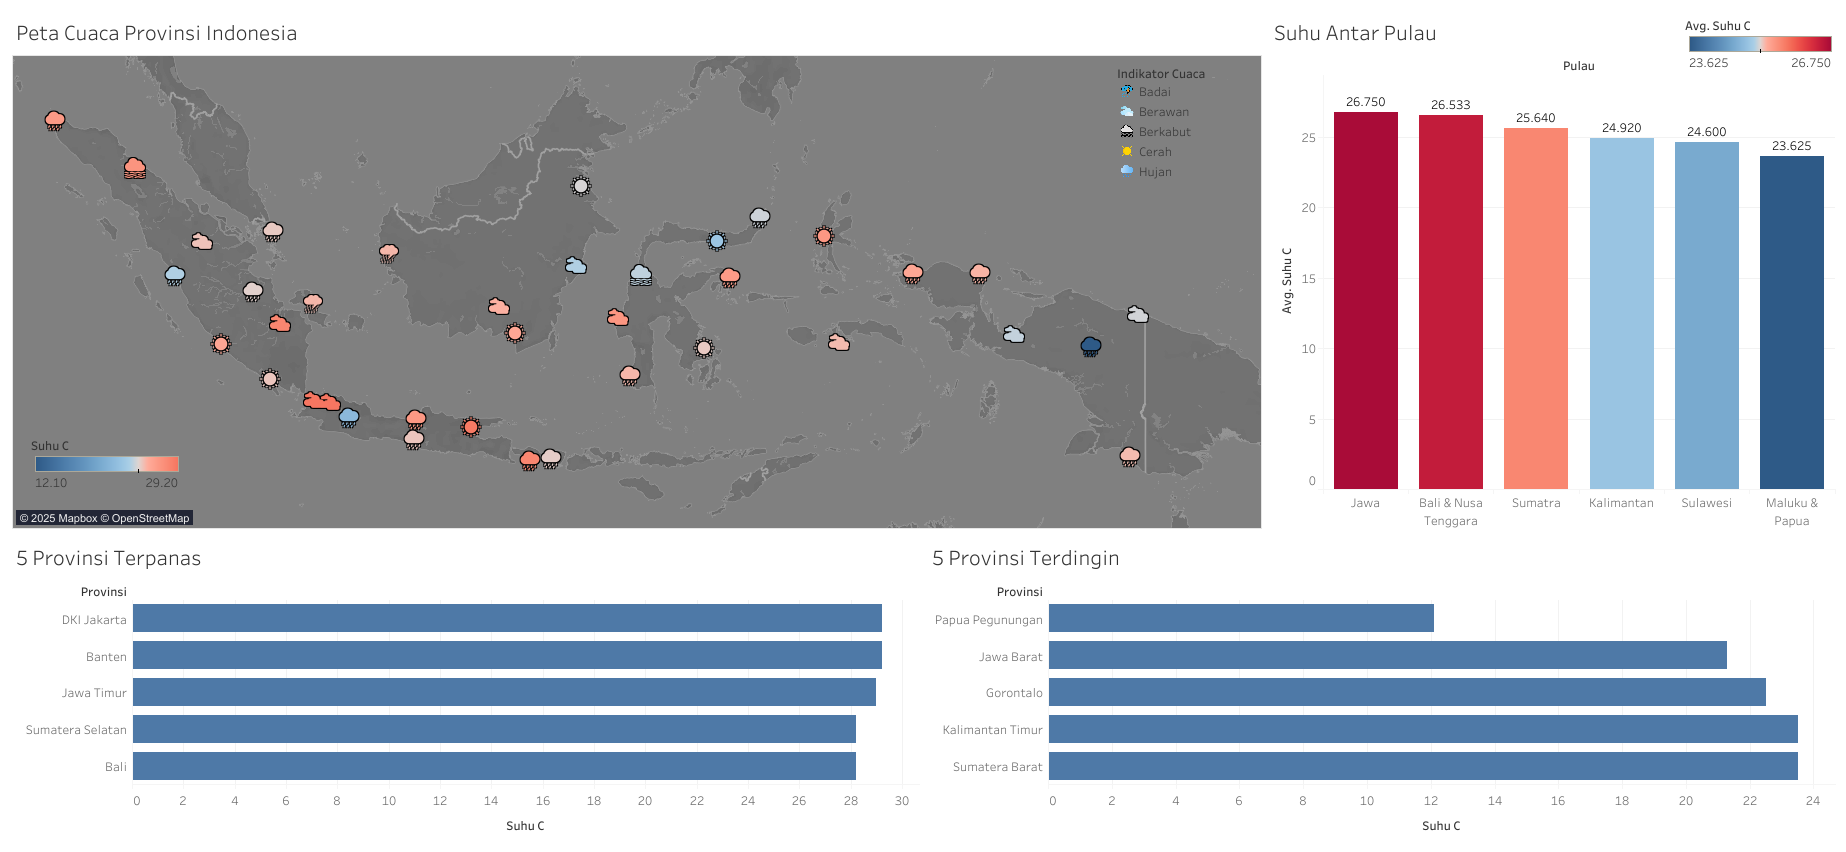 Peta Cuaca Provinsi Indonesia
Indikator Cuaca
Badai
Berawan
Berkabut
Cerah
Hujan
Suhu C
12.10 29.20
© 2025 Mapbox © OpenStreetMap
Suhu Antar Pulau
Avg. Suhu C
23.625 26.750
Pulau
Avg. Suhu C
25
20
15
10
5
0
26.750
26.533
25.640
24.920
24.600
23.625
Jawa
Bali & Nusa
Tenggara
Sumatra
Kalimantan
Sulawesi
Maluku &
Papua
5 Provinsi Terpanas
Provinsi
DKI Jakarta
Banten
Jawa Timur
Sumatera Selatan
Bali
0 2 4 6 8 10 12 14 16 18 20 22 24 26 28 30
Suhu C
5 Provinsi Terdingin
Provinsi
Papua Pegunungan
Jawa Barat
Gorontalo
Kalimantan Timur
Sumatera Barat
0 2 4 6 8 10 12 14 16 18 20 22 24
Suhu C